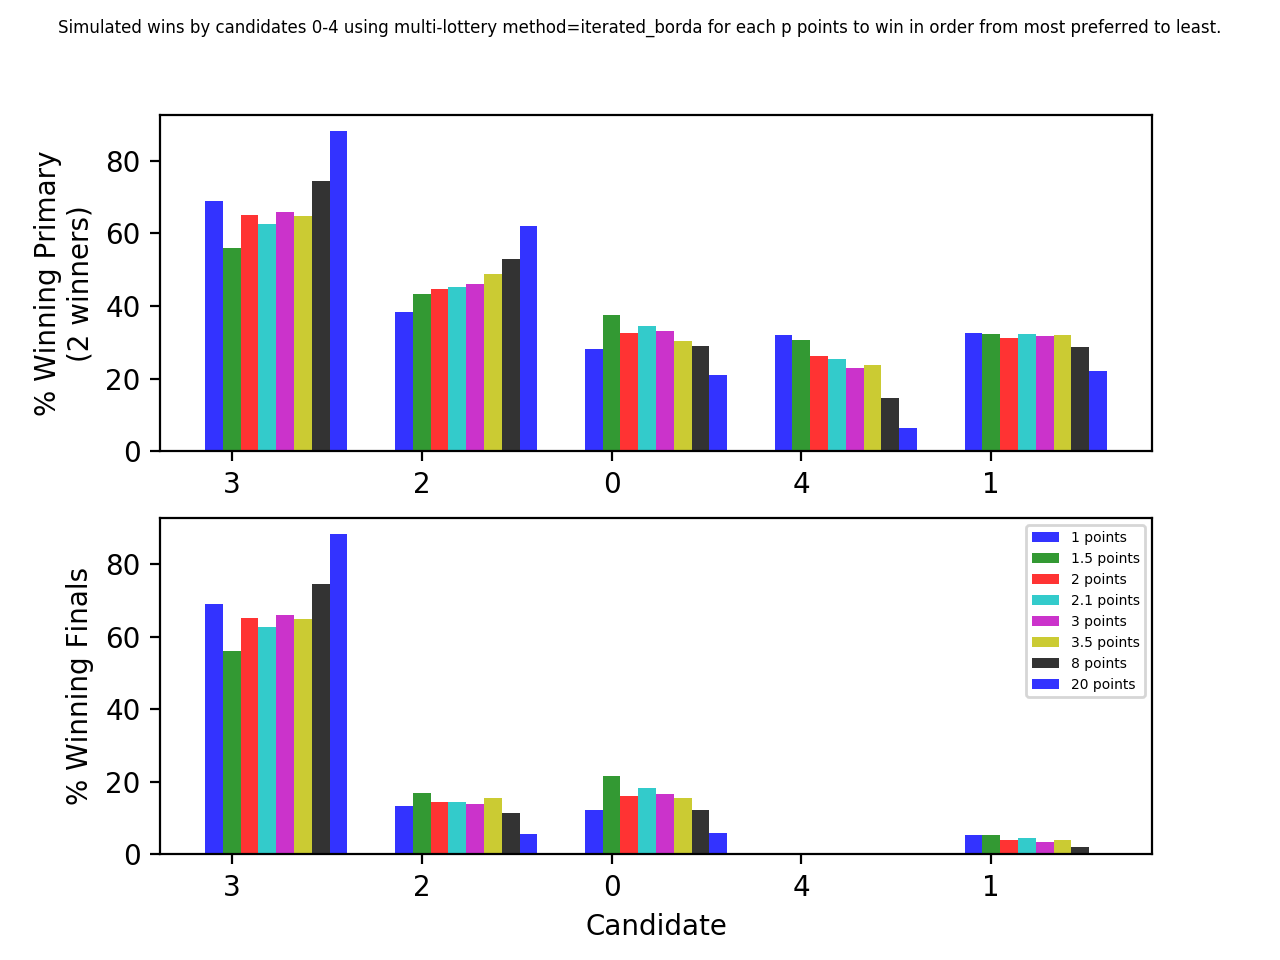 Simulated wins by candidates 0-4 using multi-lottery method=iterated_borda for each p points to win in order from most preferred to least.
% Winning Primary
(2 winners)
80
60
40
20
0
3 2 0 4 1
% Winning Finals
80
60
40
20
0
1 points
1.5 points
2 points
2.1 points
3 points
3.5 points
8 points
20 points
3 2 0 4 1
Candidate